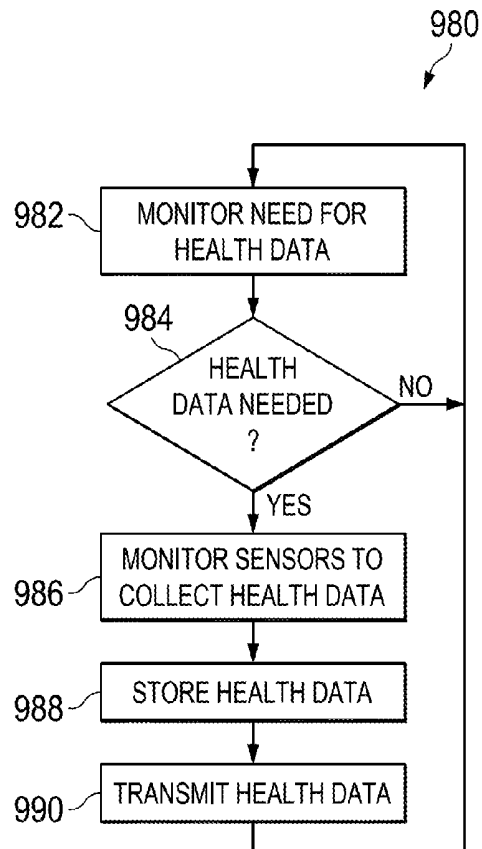 980
982
MONITOR NEED FOR
HEALTH DATA
984
HEALTH
DATA NEEDED
?
NO
YES
986
MONITOR SENSORS TO
COLLECT HEALTH DATA
988
STORE HEALTH DATA
990
TRANSMIT HEALTH DATA